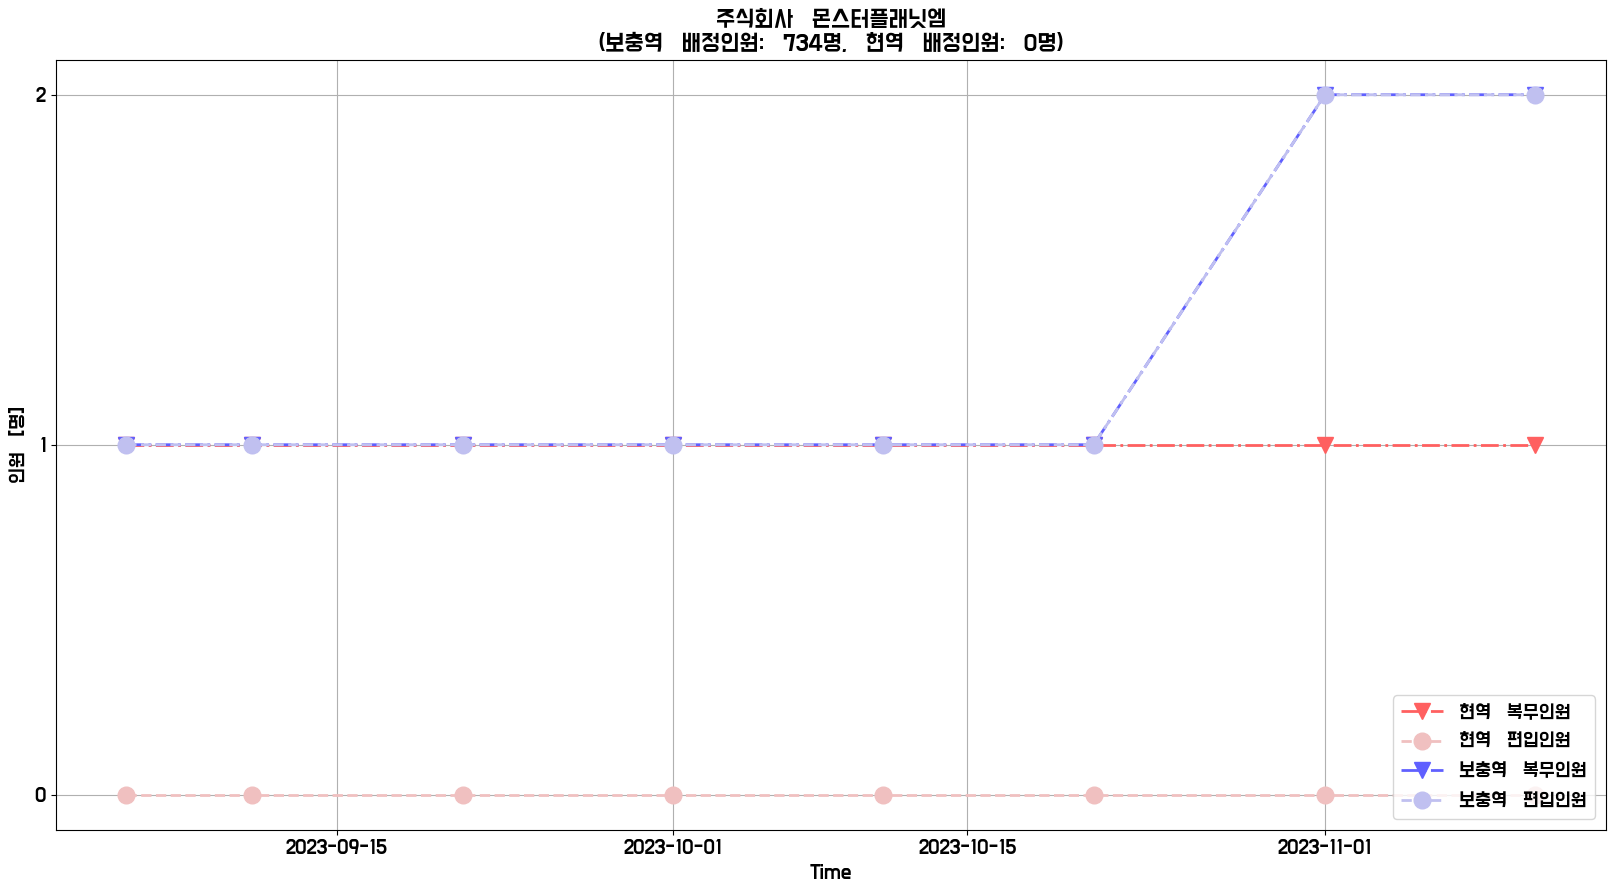 주식회사 몬스터플래닛엠
(보충역 배정인원: 734명, 현역 배정인원: 0명)
2
1
0
인원 [명]
2023-09-15
2023-10-01
2023-10-15
2023-11-01
Time
현역 복무인원
현역 편입인원
보충역 복무인원
보충역 편입인원